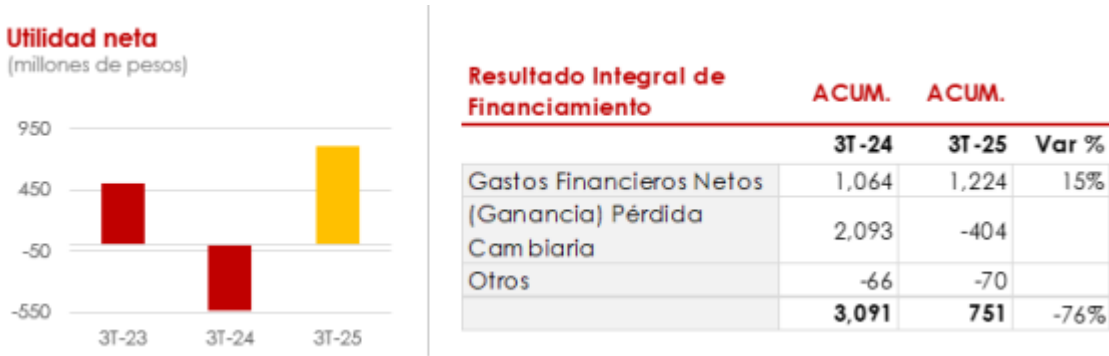 Utilidad neta
(millones de pesos)
950
450
-50
-550
3T-23 3T-24 3T-25
Resultado Integral de
Financiamiento ACUM. ACUM.
3T-24 3T-25 Var %
Gastos Financieros Netos 1,064 1,224 15%
(Ganancia) Pérdida
Cambiaria 2,093 -404
Otros -66 -70
3,091 751 -76%